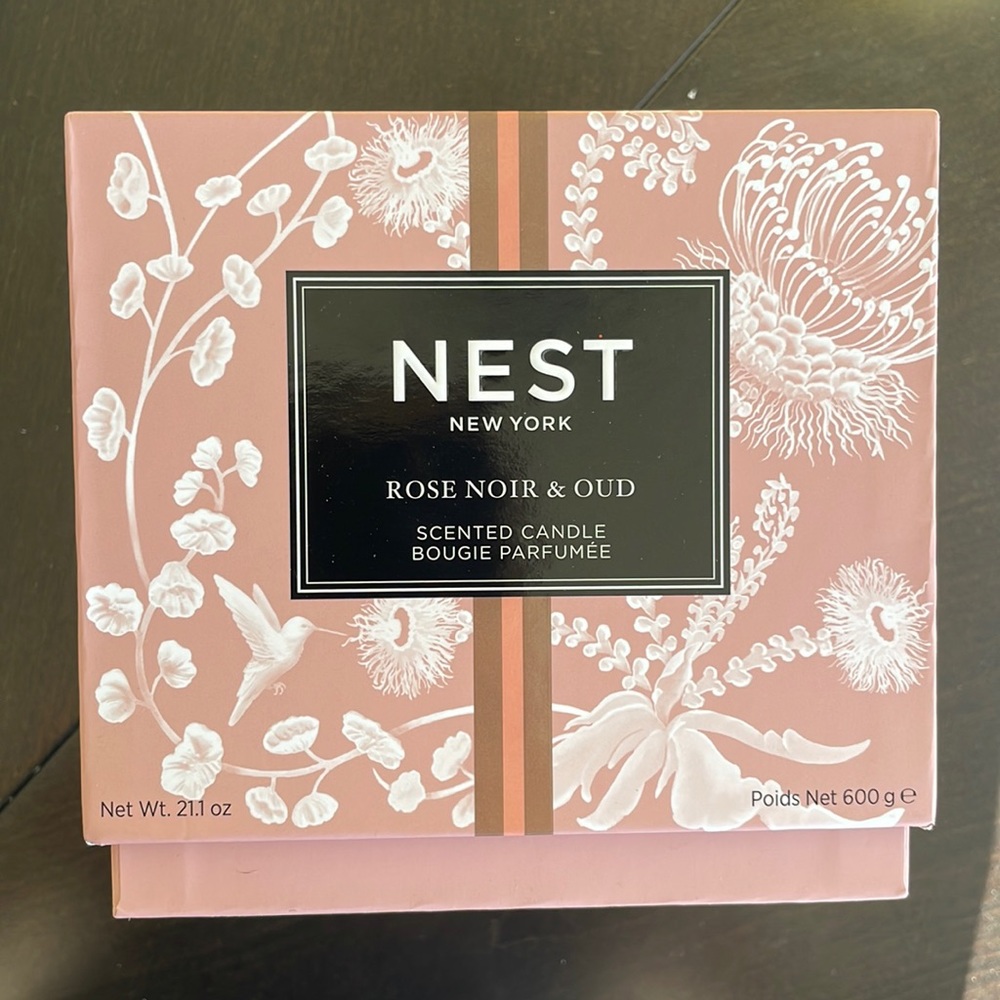 NEST
NEW YORK
ROSE NOIR & OUD
SCENTED CANDLE
BOUGIE PARFUMÉE
Net Wt. 21.1 oz
Poids Net 600 g ℮